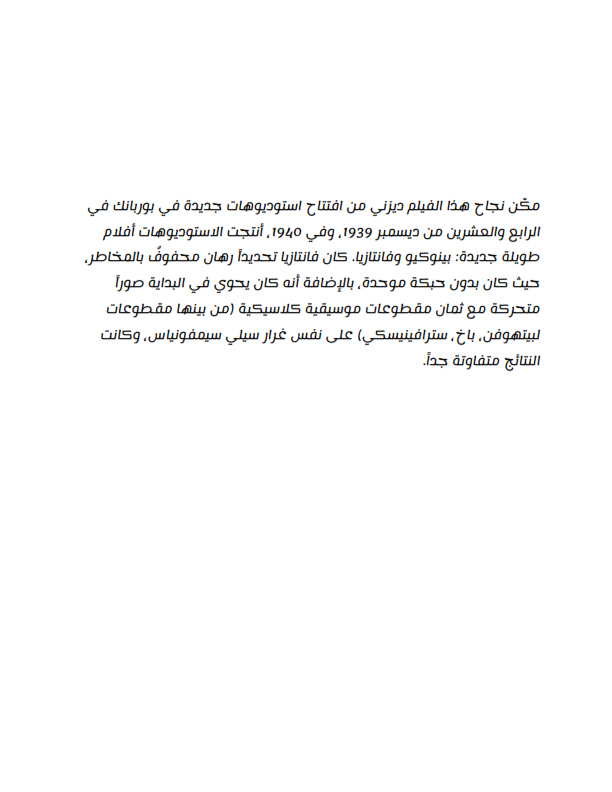 مكّن نجاح هذا الفيلم ديزني من افتتاح استوديوهات جديدة في بوربانك في
الرابع والعشرين من ديسمبر 1939، وفي 1940، أنتجت الاستوديوهات أفلام
طويلة جديدة: بينوكيو وفانتازيا. كان فانتازيا تحديداً رهان محفوفٌ بالمخاطر،
حيث كان بدون حبكة موحدة، بالإضافة أنه كان يحوي في البداية صوراً
متحركة مع ثمان مقطوعات موسيقية كلاسيكية (من بينها مقطوعات
لبيتهوفن، باخ، سترافينيسكي) على نفس غرار سيلي سيمفونياس، وكانت
النتائج متفاوتة جداً.